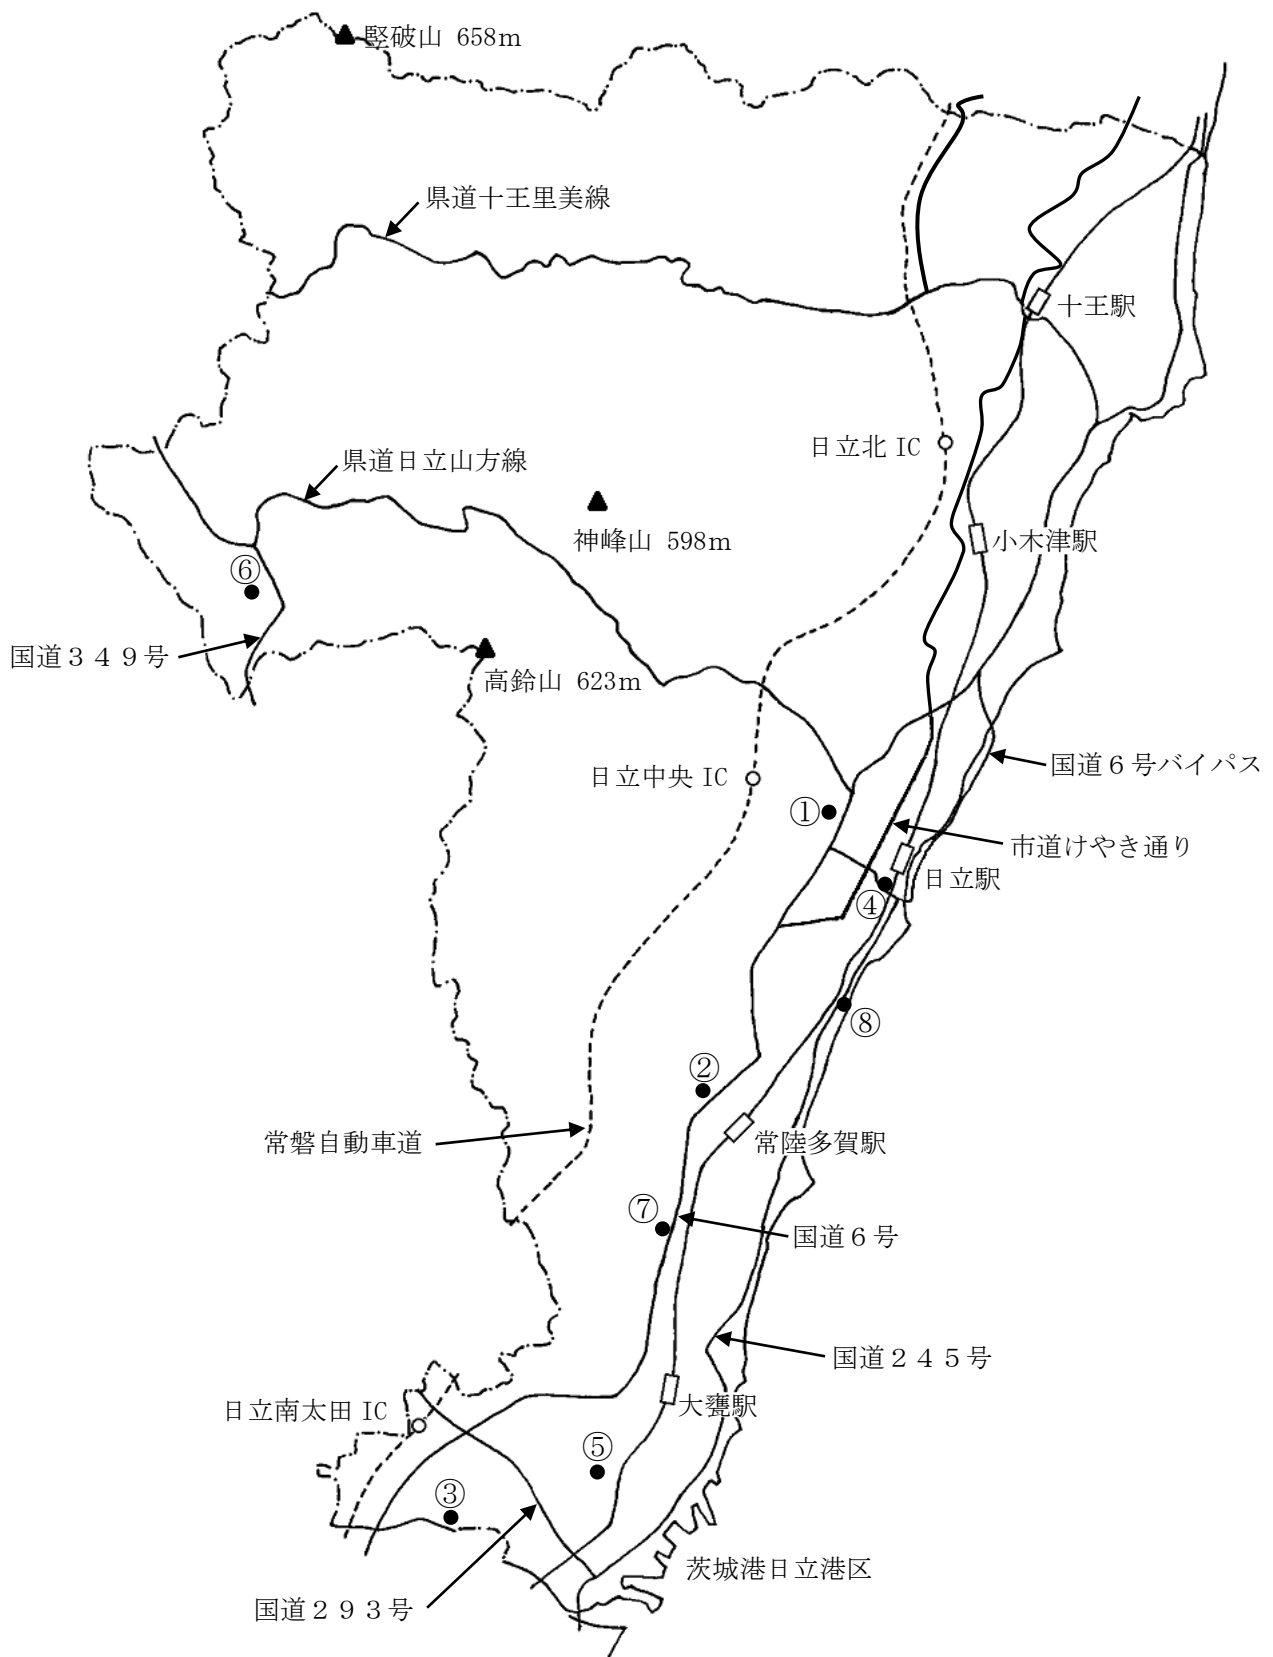 竪破山 658m
県道十王里美線
十王駅
日立北 IC
県道日立山方線
神峰山 598m
小木津駅
⑥
国道３４９号
高鈴山 623m
国道６号バイパス
日立中央 IC
①
市道けやき通り
日立駅
④
⑧
②
常磐自動車道
常陸多賀駅
⑦
国道６号
国道２４５号
大甕駅
日立南太田 IC
⑤
③
茨城港日立港区
国道２９３号